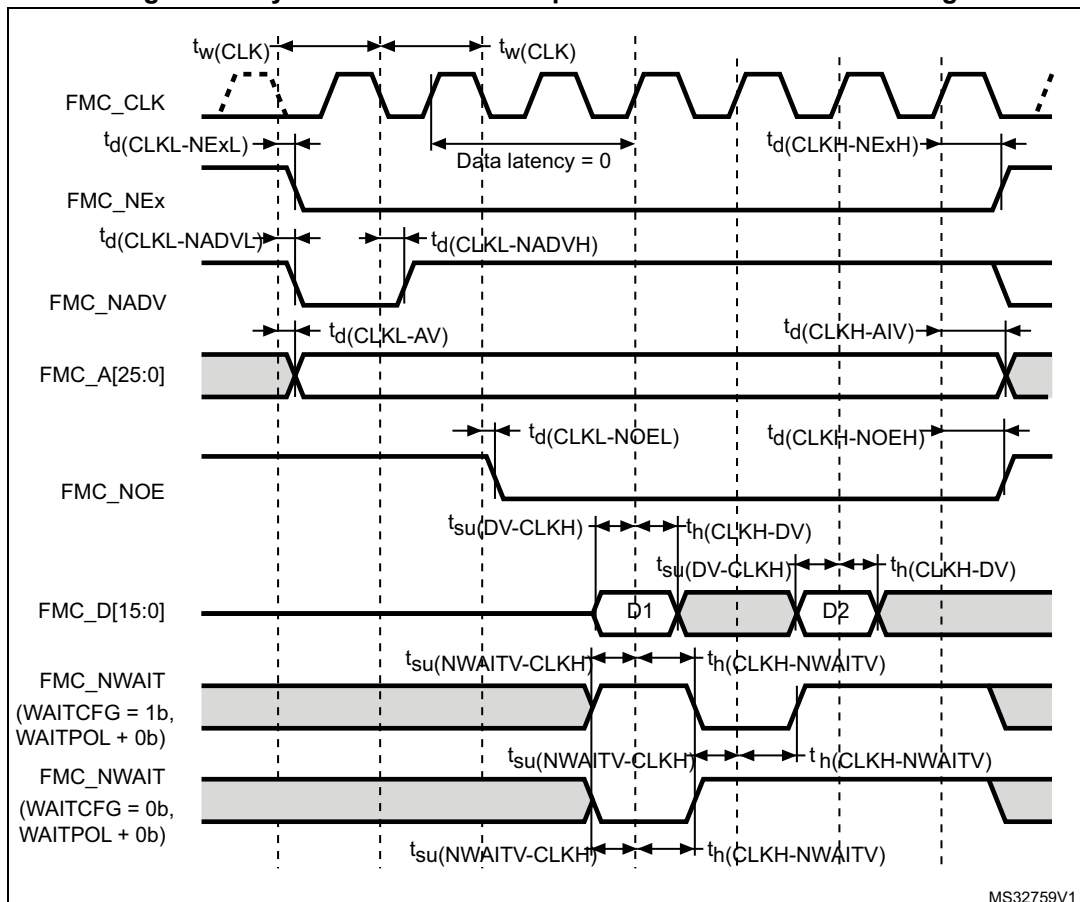 tw(CLK) tw(CLK)
FMC_CLK
td(CLKL-NExL) Data latency = 0 td(CLKH-NExH)
FMC_NEx
td(CLKL-NADVL) td(CLKL-NADVH)
FMC_NADV
td(CLKL-AV) td(CLKH-AIV)
FMC_A[25:0]
td(CLKL-NOEL) td(CLKH-NOEH)
FMC_NOE
tsu(DV-CLKH) th(CLKH-DV)
tsu(DV-CLKH) th(CLKH-DV)
FMC_D[15:0] D1 D2
tsu(NWAITV-CLKH) th(CLKH-NWAITV)
FMC_NWAIT
(WAITCFG = 1b,
WAITPOL + 0b)
tsu(NWAITV-CLKH) th(CLKH-NWAITV)
FMC_NWAIT
(WAITCFG = 0b,
WAITPOL + 0b)
tsu(NWAITV-CLKH) th(CLKH-NWAITV)
MS32759V1